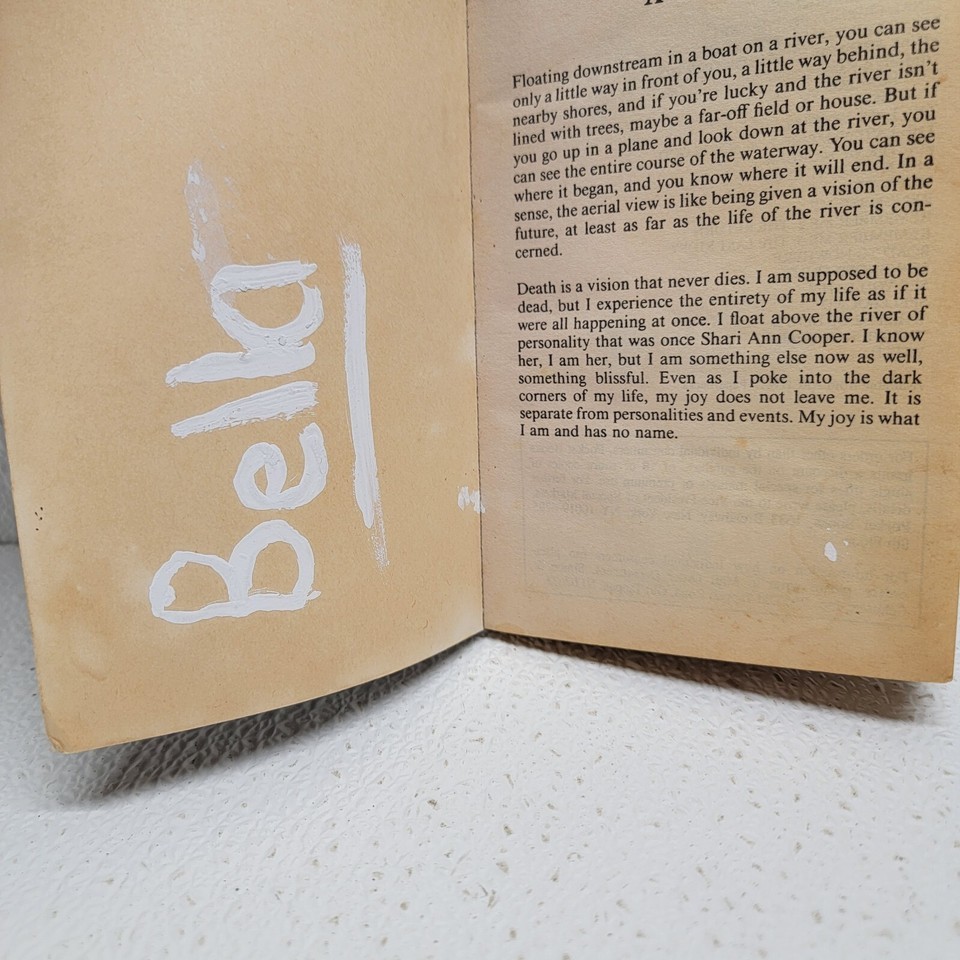 Bella
Floating downstream in a boat on a river, you can see
only a little way in front of you, a little way behind, the
nearby shores, and if you're lucky and the river isn't
lined with trees, maybe a far-off field or house. But if
you go up in a plane and look down at the river, you
can see the entire course of the waterway. You can see
where it began, and you know where it will end. In a
sense, the aerial view is like being given a vision of the
future, at least as far as the life of the river is con-
cerned.
Death is a vision that never dies. I am supposed to be
dead, but I experience the entirety of my life as if it
were all happening at once. I float above the river of
personality that was once Shari Ann Cooper. I know
her, I am her, but I am something else now as well,
something blissful. Even as I poke into the dark
corners of my life, my joy does not leave me. It is
separate from personalities and events. My joy is what
I am and has no name.